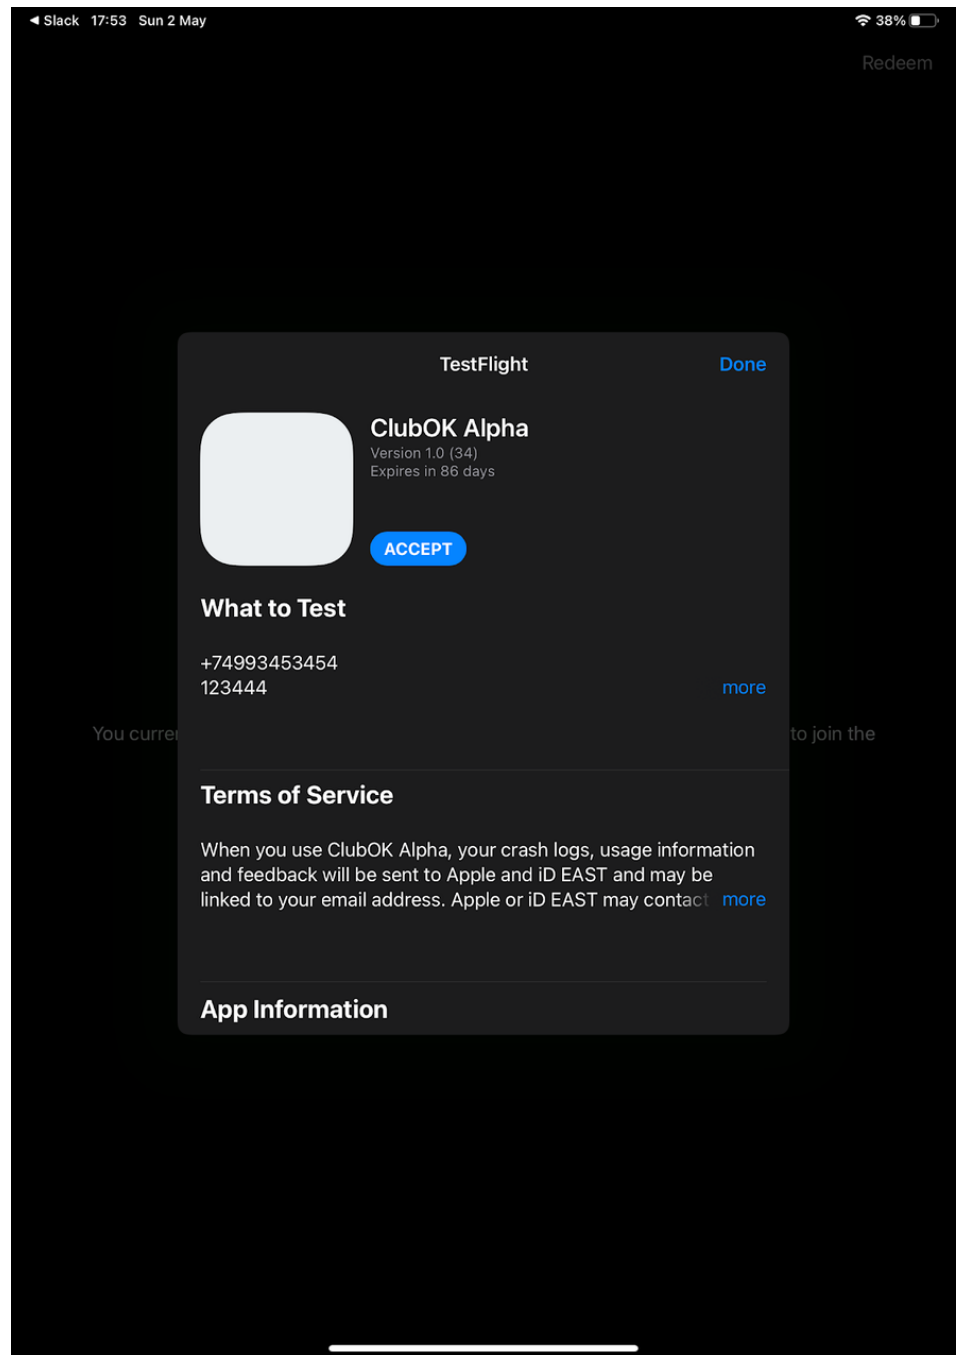 ◀ Slack 17:53 Sun 2 May 38%
Redeem
TestFlight Done
ClubOK Alpha
Version 1.0 (34)
Expires in 86 days
ACCEPT
What to Test
+74993453454
123444 more
You curre to join the
Terms of Service
When you use ClubOK Alpha, your crash logs, usage information
and feedback will be sent to Apple and iD EAST and may be
linked to your email address. Apple or iD EAST may contact more
App Information